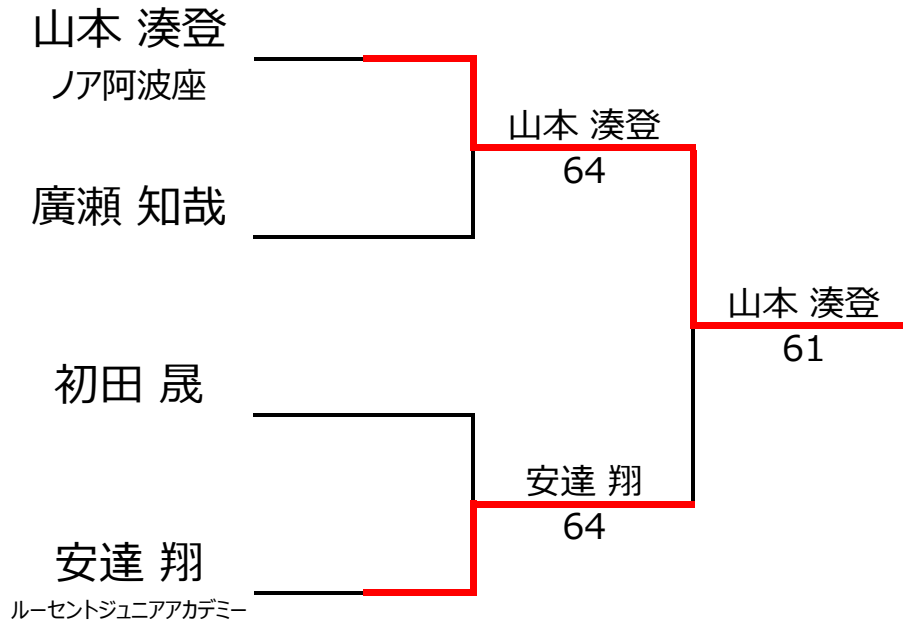 山本 湊登
ノア阿波座
山本 湊登
64
廣瀬 知哉
山本 湊登
61
初田 晟
安達 翔
64
安達 翔
ルーセントジュニアアカデミー